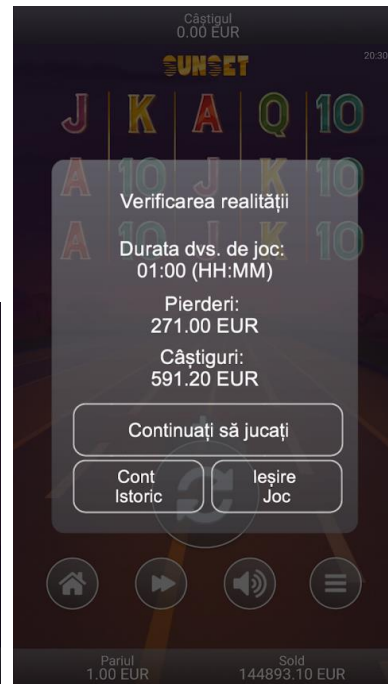 Câștigul
0.00 EUR
SUNSET
20:30
J K A Q 10
A 10 J K 10
A 10 J K 10
Verificarea realității
Durata dvs. de joc:
01:00 (HH:MM)
Pierderi:
271.00 EUR
Câștiguri:
591.20 EUR
Continuați să jucați
Cont
Istoric
Ieșire
Joc
Pariul
1.00 EUR
Sold
144893.10 EUR